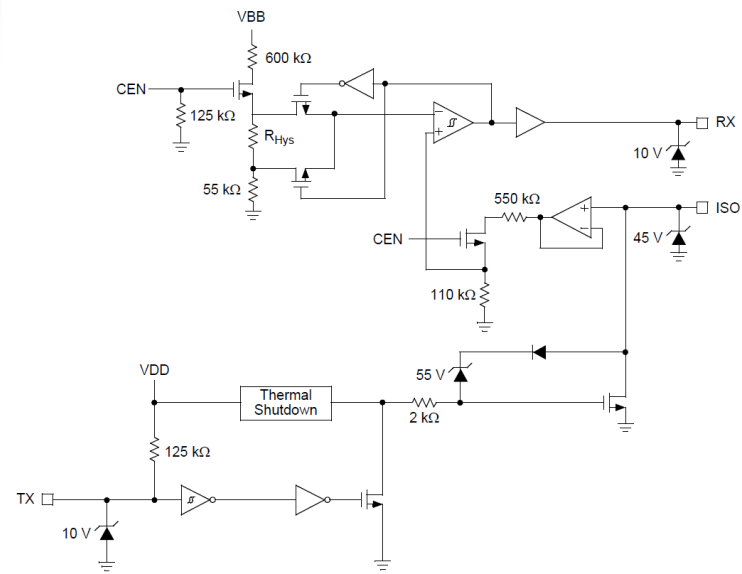 VBB
600 kΩ
CEN
125 kΩ
RHys
55 kΩ
−
+
RX
10 V
550 kΩ
+
−
ISO
CEN
45 V
110 kΩ
VDD
55 V
Thermal
Shutdown
2 kΩ
125 kΩ
TX
10 V